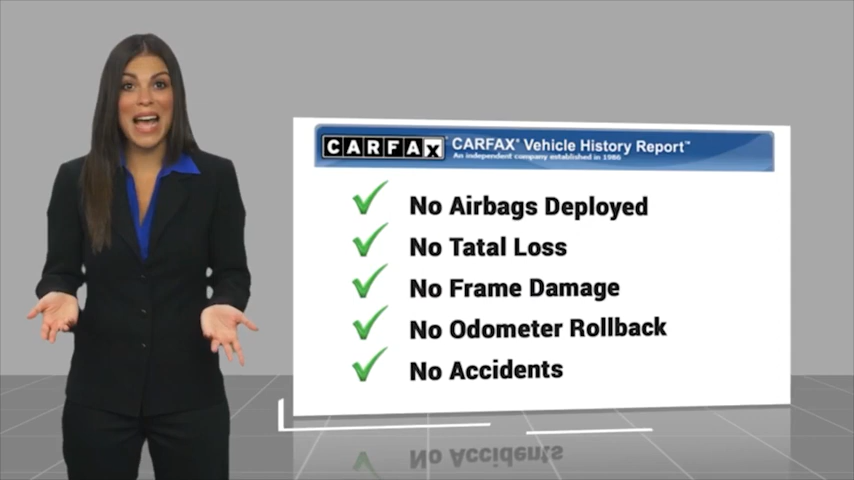 CARFAX CARFAX® Vehicle History Report™
An independent company established in 1986
No Airbags Deployed
No Tatal Loss
No Frame Damage
No Odometer Rollback
No Accidents
No Accidents